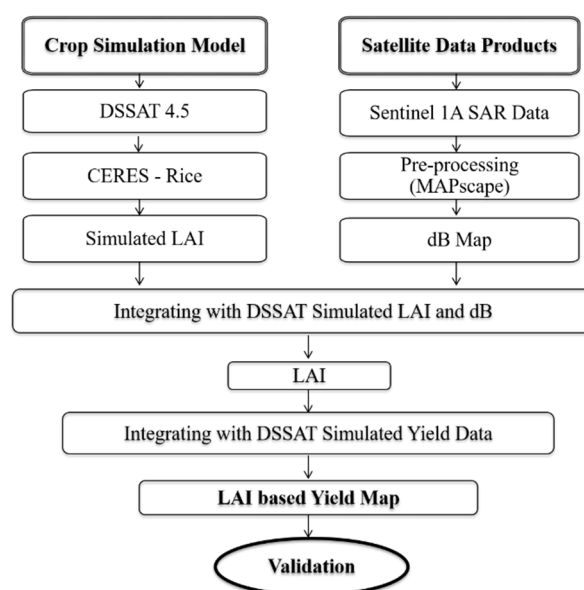 Crop Simulation Model
DSSAT 4.5
CERES - Rice
Simulated LAI
Satellite Data Products
Sentinel 1A SAR Data
Pre-processing
(MAPscape)
dB Map
Integrating with DSSAT Simulated LAI and dB
LAI
Integrating with DSSAT Simulated Yield Data
LAI based Yield Map
Validation